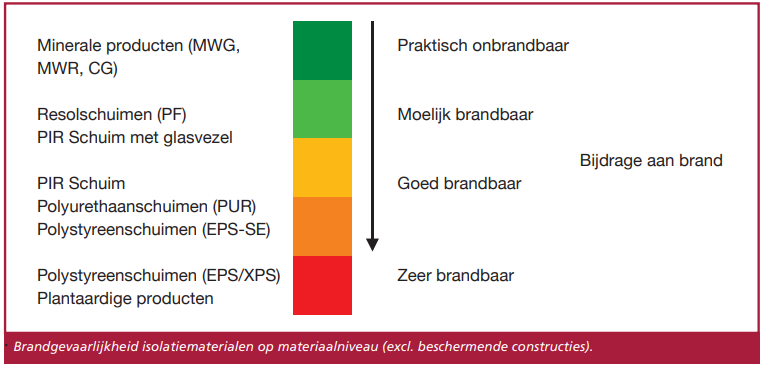 Minerale producten (MWG,
MWR, CG)
Praktisch onbrandbaar
Resolschuimen (PF)
PIR Schuim met glasvezel
Moelijk brandbaar
Bijdrage aan brand
PIR Schuim
Polyurethaanschuimen (PUR)
Polystyreenschuimen (EPS-SE)
Goed brandbaar
Polystyreenschuimen (EPS/XPS)
Plantaardige producten
Zeer brandbaar
* Brandgevaarlijkheid isolatiematerialen op materiaalniveau (excl. beschermende constructies).